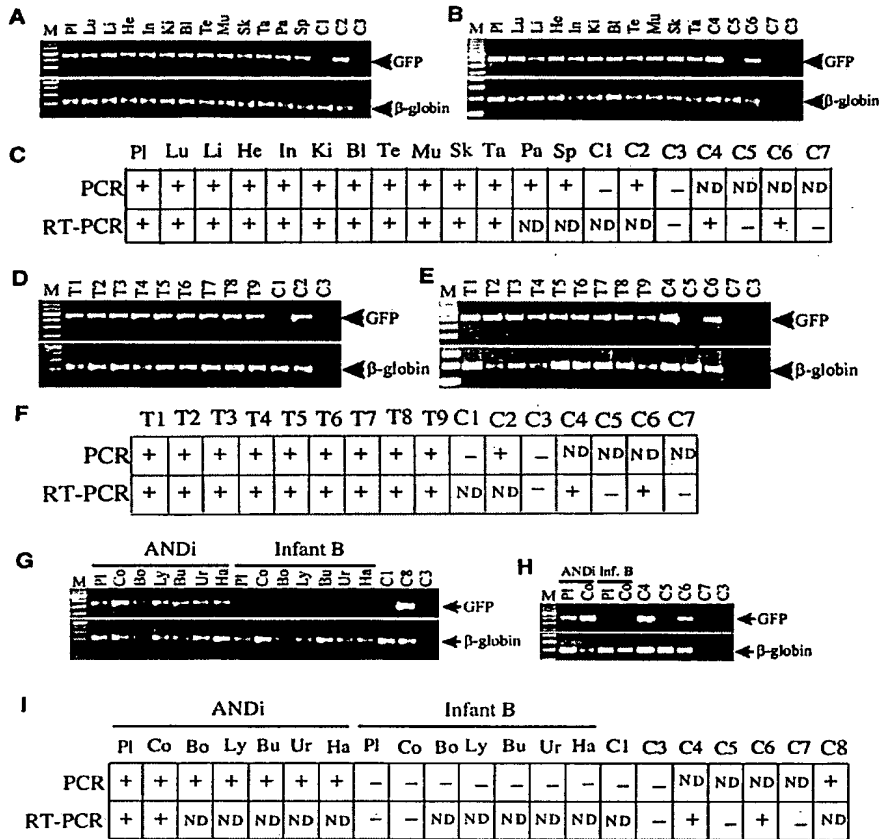 A
M Pl Lu Li He In Ki Bl Te Mu Sk Ta Pa Sp C1 C2 C3
GFP
β-globin
B
M Pl Lu Li He In Ki Bl Te Mu Sk Ta C4 C5 C6 C7 C3
GFP
β-globin
C
Pl Lu Li He In Ki Bl Te Mu Sk Ta Pa Sp C1 C2 C3 C4 C5 C6 C7
PCR + + + + + + + + + + + + + – + – ND ND ND ND
RT-PCR + + + + + + + + + + + ND ND ND ND – + – + –
D
M T1 T2 T3 T4 T5 T6 T7 T8 T9 C1 C2 C3
GFP
β-globin
E
M T1 T2 T3 T4 T5 T6 T7 T8 T9 C4 C5 C6 C7 C3
GFP
β-globin
F
T1 T2 T3 T4 T5 T6 T7 T8 T9 C1 C2 C3 C4 C5 C6 C7
PCR + + + + + + + + + – + – ND ND ND ND
RT-PCR + + + + + + + + + ND ND – + – + –
G
ANDi Infant B
M Pl Co Bo Ly Bu Ur Ha Pl Co Bo Ly Bu Ur Ha C1 C8 C3
GFP
β-globin
H
ANDi Inf. B
M Pl Co Pl Co C4 C5 C6 C7 C3
GFP
β-globin
I
ANDi Infant B
Pl Co Bo Ly Bu Ur Ha Pl Co Bo Ly Bu Ur Ha C1 C3 C4 C5 C6 C7 C8
PCR + + + + + + + – – – – – – – – – ND ND ND ND +
RT-PCR + + ND ND ND ND ND – – ND ND ND ND ND ND – + – + – ND